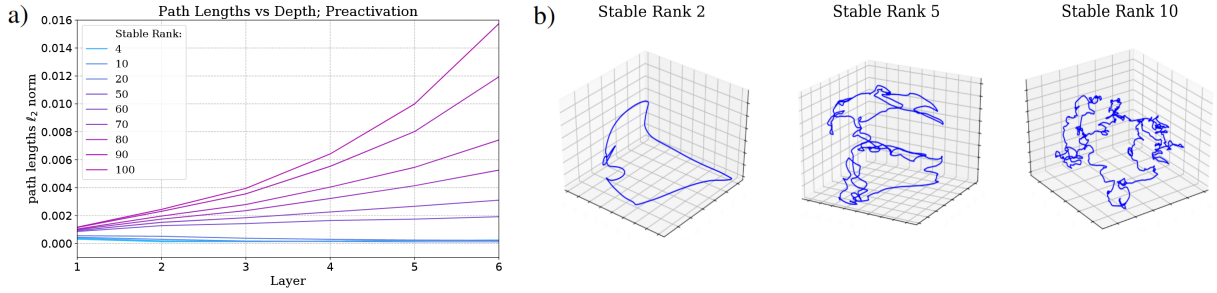 a)
Path Lengths vs Depth; Preactivation
path lengths ℓ₂ norm
0.016
0.014
0.012
0.010
0.008
0.006
0.004
0.002
0.000
Stable Rank:
4
10
20
50
60
70
80
90
100
1 2 3 4 5 6
Layer
b)
Stable Rank 2
Stable Rank 5
Stable Rank 10